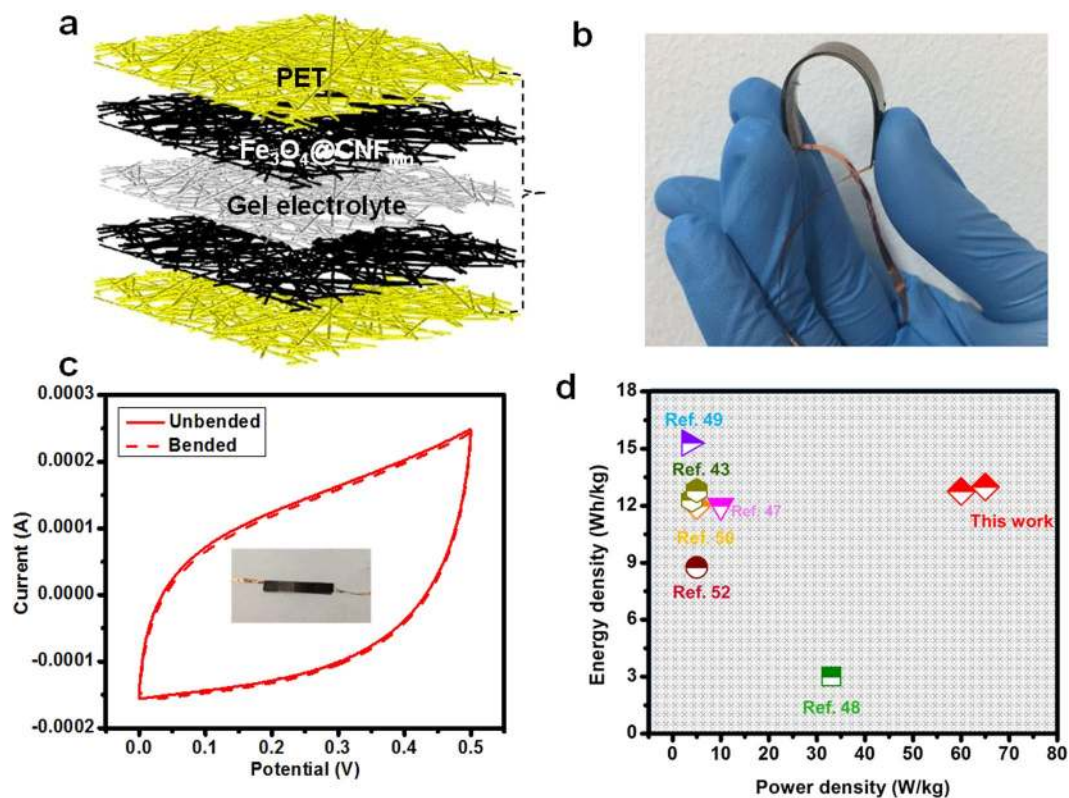 a
PET
Fe₃O₄@CNF_Mn
Gel electrolyte
b
c
Current (A)
0.0003
0.0002
0.0001
0.0000
-0.0001
-0.0002
Unbended
Bended
0.0 0.1 0.2 0.3 0.4 0.5
Potential (V)
d
Energy density (Wh/kg)
18
15
12
9
6
3
0
Ref. 49
Ref. 43
Ref. 47
Ref. 50
Ref. 52
Ref. 48
This work
0 10 20 30 40 50 60 70 80
Power density (W/kg)